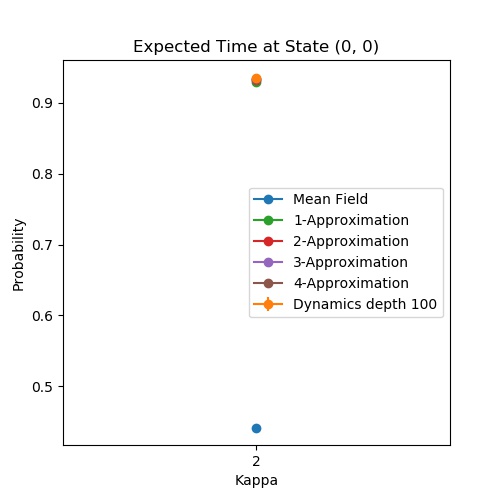 Expected Time at State (0, 0)
0.9
0.8
0.7
0.6
0.5
Probability
Mean Field
1-Approximation
2-Approximation
3-Approximation
4-Approximation
Dynamics depth 100
2
Kappa